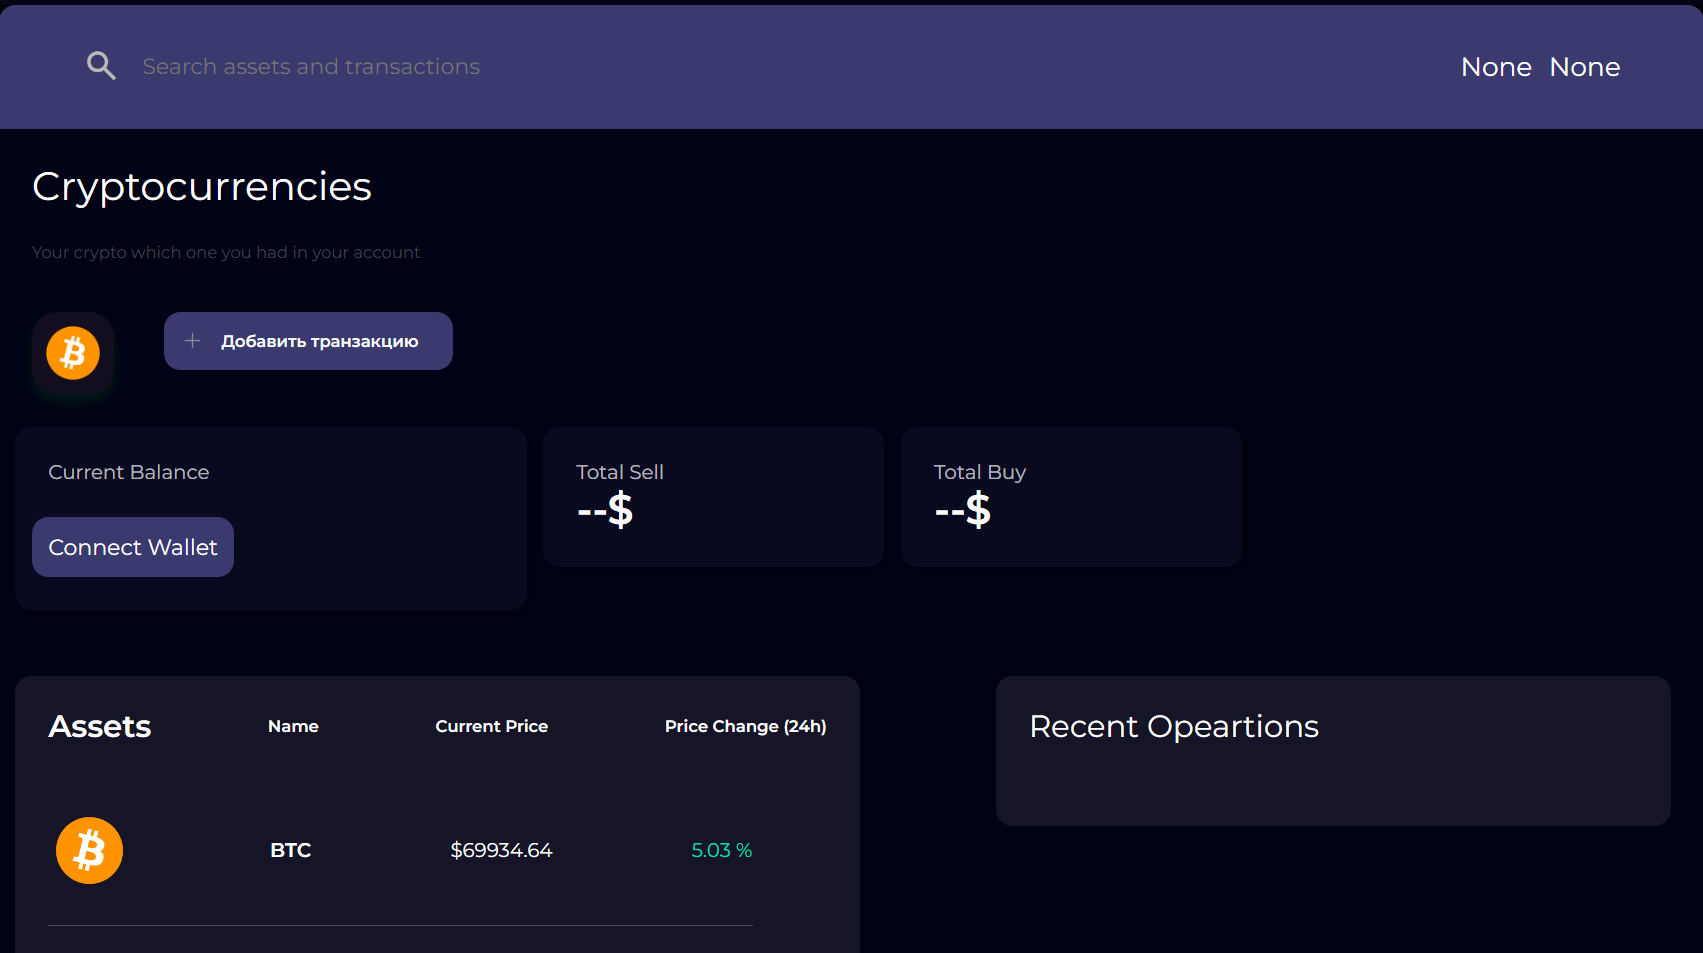 Search assets and transactions
None None
Cryptocurrencies
Your crypto which one you had in your account
Добавить транзакцию
Current Balance
Connect Wallet
Total Sell
--$
Total Buy
--$
Assets Name Current Price Price Change (24h)
BTC $69934.64 5.03 %
Recent Opeartions